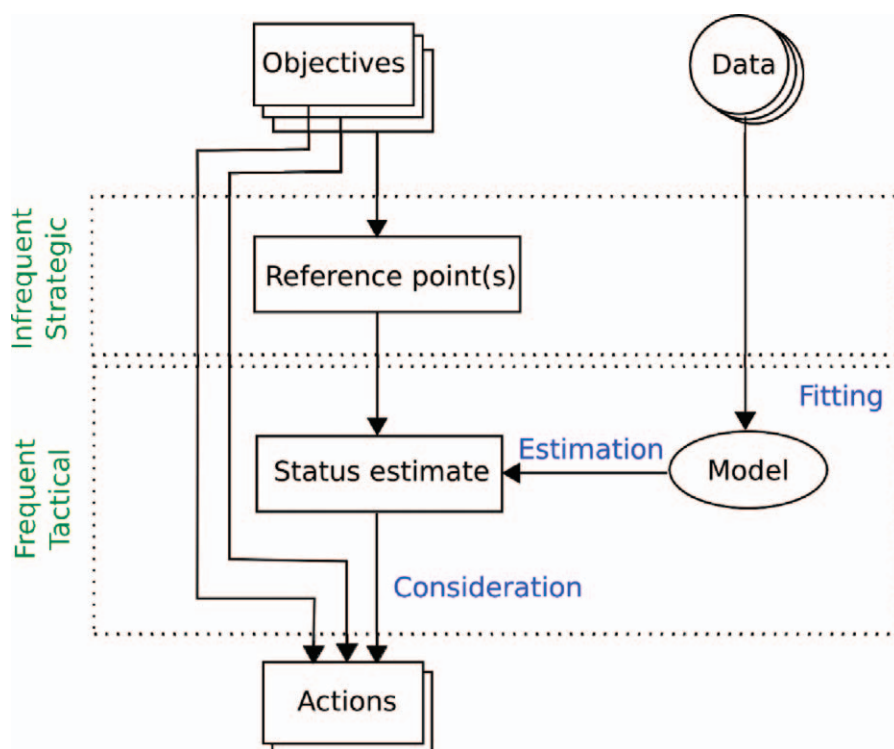 Objectives
Data
Infrequent
Strategic
Reference point(s)
Fitting
Frequent
Tactical
Status estimate
Estimation
Model
Consideration
Actions